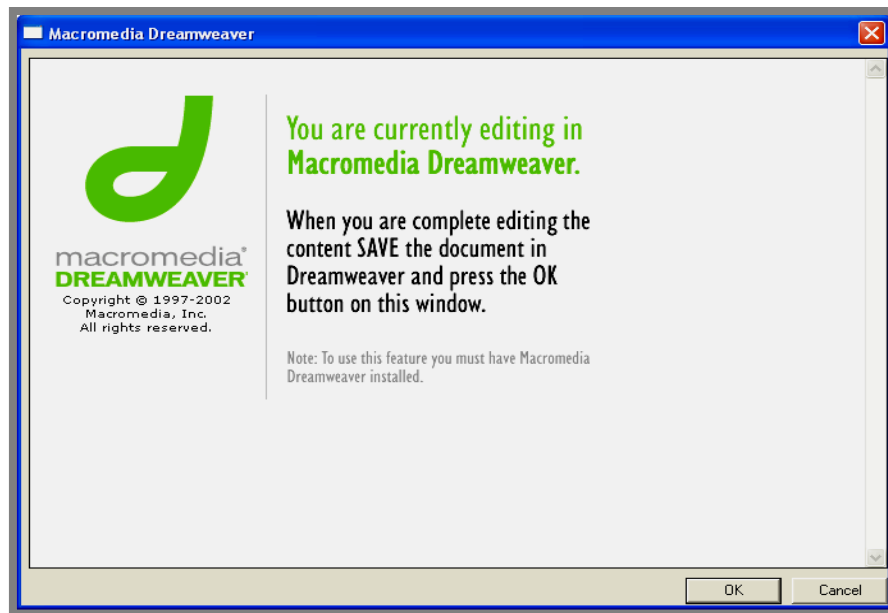 Macromedia Dreamweaver
You are currently editing in
Macromedia Dreamweaver.
When you are complete editing the
content SAVE the document in
Dreamweaver and press the OK
button on this window.
Note: To use this feature you must have Macromedia
Dreamweaver installed.
macromedia®
DREAMWEAVER®
Copyright © 1997-2002
Macromedia, Inc.
All rights reserved.
OK
Cancel